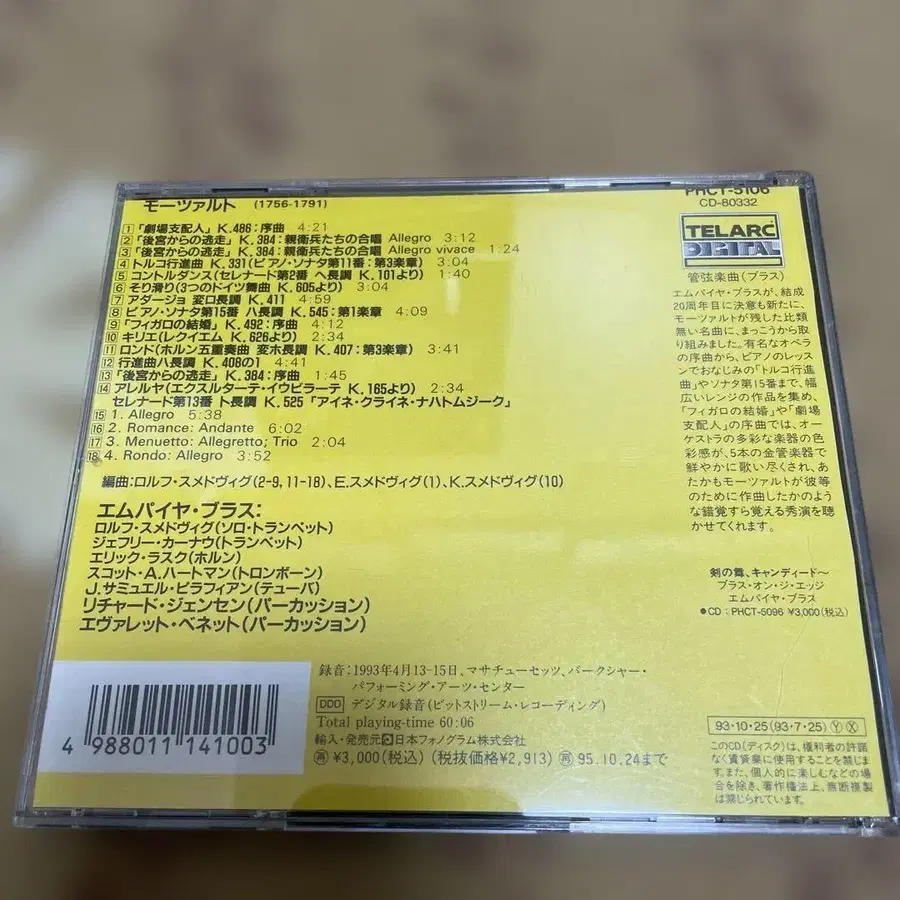 モーツァルト (1756-1791)
1 「劇場支配人」K.486:序曲 4:21
2 「後宮からの逃走」K.384:親衛兵たちの合唱 Allegro 3:12
3 「後宮からの逃走」K.384:親衛兵たちの合唱 Allegro vivace 1:24
4 トルコ行進曲 K.331(ピアノ・ソナタ第11番:第3楽章) 3:04
5 コントルダンス(セレナード第2番 ヘ長調 K.101より) 1:40
6 そり滑り(3つのドイツ舞曲 K.605より) 3:04
7 アダージョ 変ロ長調 K.411 4:59
8 ピアノ・ソナタ第15番 ハ長調 K.545:第1楽章 4:09
9 「フィガロの結婚」K.492:序曲 4:12
10 キリエ(レクイエム K.626より)
11 ロンド(ホルン五重奏曲 変ホ長調 K.407:第3楽章) 3:41
12 行進曲ハ長調 K.408の1 4:41
13 「後宮からの逃走」K.384:序曲 1:45
14 アレルヤ(エクスルターテ・イウビラーテ K.165より) 2:34
セレナード第13番 ト長調 K.525「アイネ・クライネ・ナハトムジーク」
15 1. Allegro 5:38
16 2. Romance: Andante 6:02
17 3. Menuetto: Allegretto; Trio 2:04
18 4. Rondo: Allegro 3:52
編曲:ロルフ・スメドヴィグ(2-9, 11-18)、E.スメドヴィグ(1)、K.スメドヴィグ(10)
エムパイヤ・ブラス:
ロルフ・スメドヴィグ(ソロ・トランペット)
ジェフリー・カーナウ(トランペット)
エリック・ラスク(ホルン)
スコット・A.ハートマン(トロンボーン)
J.サミュエル・ピラフィアン(テューバ)
リチャード・ジェンセン(パーカッション)
エヴァレット・ベネット(パーカッション)
PHCT-5106
CD-80332
TELARC
DIGITAL
管弦楽曲(ブラス)
エムパイヤ・ブラスが、結成
20周年目に決意も新たに、
モーツァルトが残した比類
無い名曲に、まっこうから取
り組みました。有名なオペラ
の序曲から、ピアノのレッス
ンでおなじみの「トルコ行進
曲」やソナタ第15番まで、幅
広いレンジの作品を集め、
「フィガロの結婚」や「劇場
支配人」の序曲では、オー
ケストラの多彩な楽器の色
彩感が、5本の金管楽器で
鮮やかに歌い尽くされ、あ
たかもモーツァルトが彼等
のために作曲したかのよう
な錯覚すら覚える秀演を聴
かせてくれます。
剣の舞、キャンディード〜
ブラス・オン・ジ・エッジ
エムパイヤ・ブラス
●CD:PHCT-5096 ¥3,000(税込)
4 988011 141003
録音:1993年4月13-15日、マサチューセッツ、バークシャー・
パフォーミング・アーツ・センター
DDD デジタル録音(ビットストリーム・レコーディング)
Total playing-time 60:06
輸入・発売元 日本フォノグラム株式会社
再 ¥3,000(税込) (税抜価格¥2,913) 再 95.10.24まで
93・10・25(93・7・25) Y X
このCD(ディスク)は、権利者の許諾
なく賃貸業に使用することを禁じま
す。また、個人的に楽しむなどの場
合を除き、著作権法上、無断複製
は禁じられています。